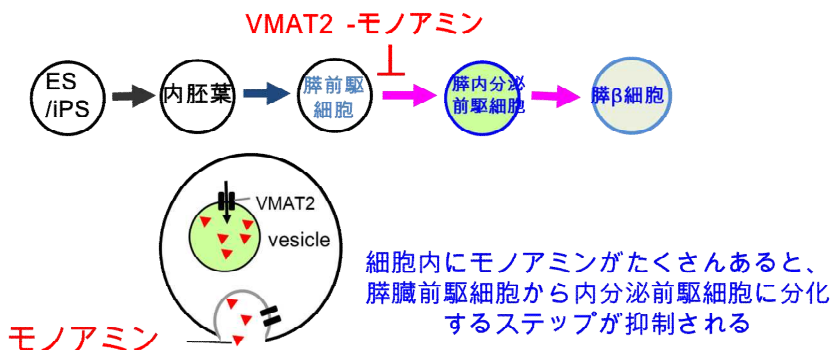 VMAT2 -モノアミン
ES
/iPS
内胚葉
膵前駆
細胞
膵内分泌
前駆細胞
膵β細胞
VMAT2
vesicle
細胞内にモノアミンがたくさんあると、
膵臓前駆細胞から内分泌前駆細胞に分化
するステップが抑制される
モノアミン